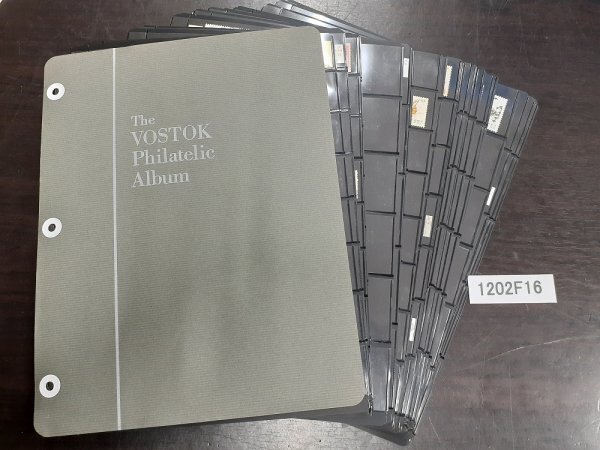 The
VOSTOK
Philatelic
Album
1202F16